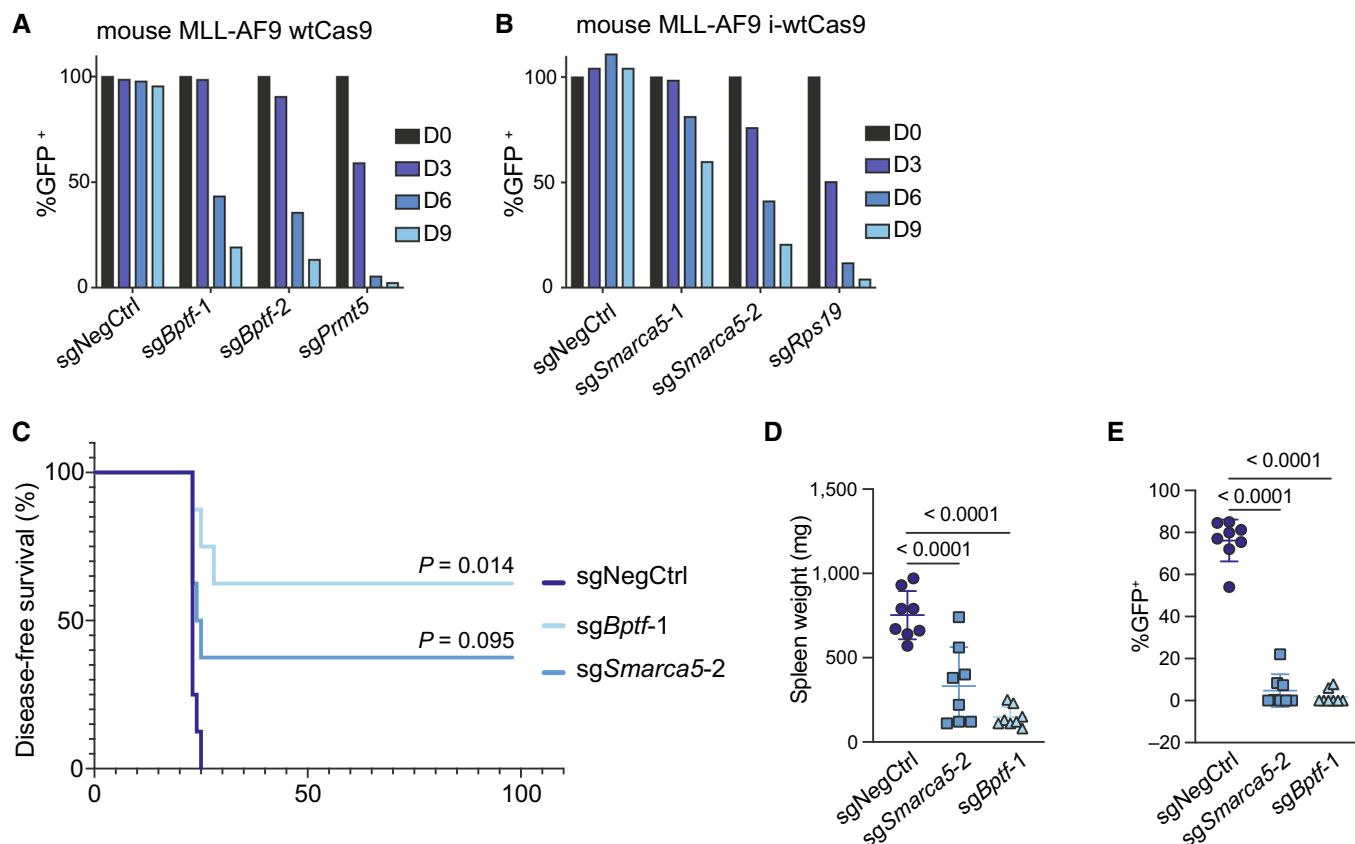 A
mouse MLL-AF9 wtCas9
%GFP +
100
50
0
D0
D3
D6
D9
sgNegCtrl
sgBptf-1
sgBptf-2
sgPrmt5
B
mouse MLL-AF9 i-wtCas9
%GFP +
100
50
0
D0
D3
D6
D9
sgNegCtrl
sgSmarca5-1
sgSmarca5-2
sgRps19
C
Disease-free survival (%)
100
50
0
0
50
100
P = 0.014
P = 0.095
sgNegCtrl
sgBptf-1
sgSmarca5-2
D
Spleen weight (mg)
1,500
1,000
500
0
< 0.0001
< 0.0001
sgNegCtrl
sgSmarca5-2
sgBptf-1
E
%GFP+
100
80
60
40
20
0
–20
< 0.0001
< 0.0001
sgNegCtrl
sgSmarca5-2
sgBptf-1